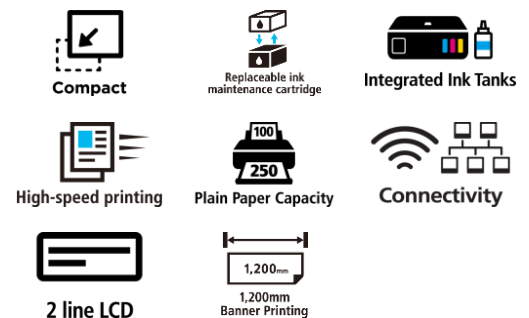 Compact
Replaceable ink
maintenance cartridge
Integrated Ink Tanks
High-speed printing
100
250
Plain Paper Capacity
Connectivity
2 line LCD
1,200mm
1,200mm
Banner Printing